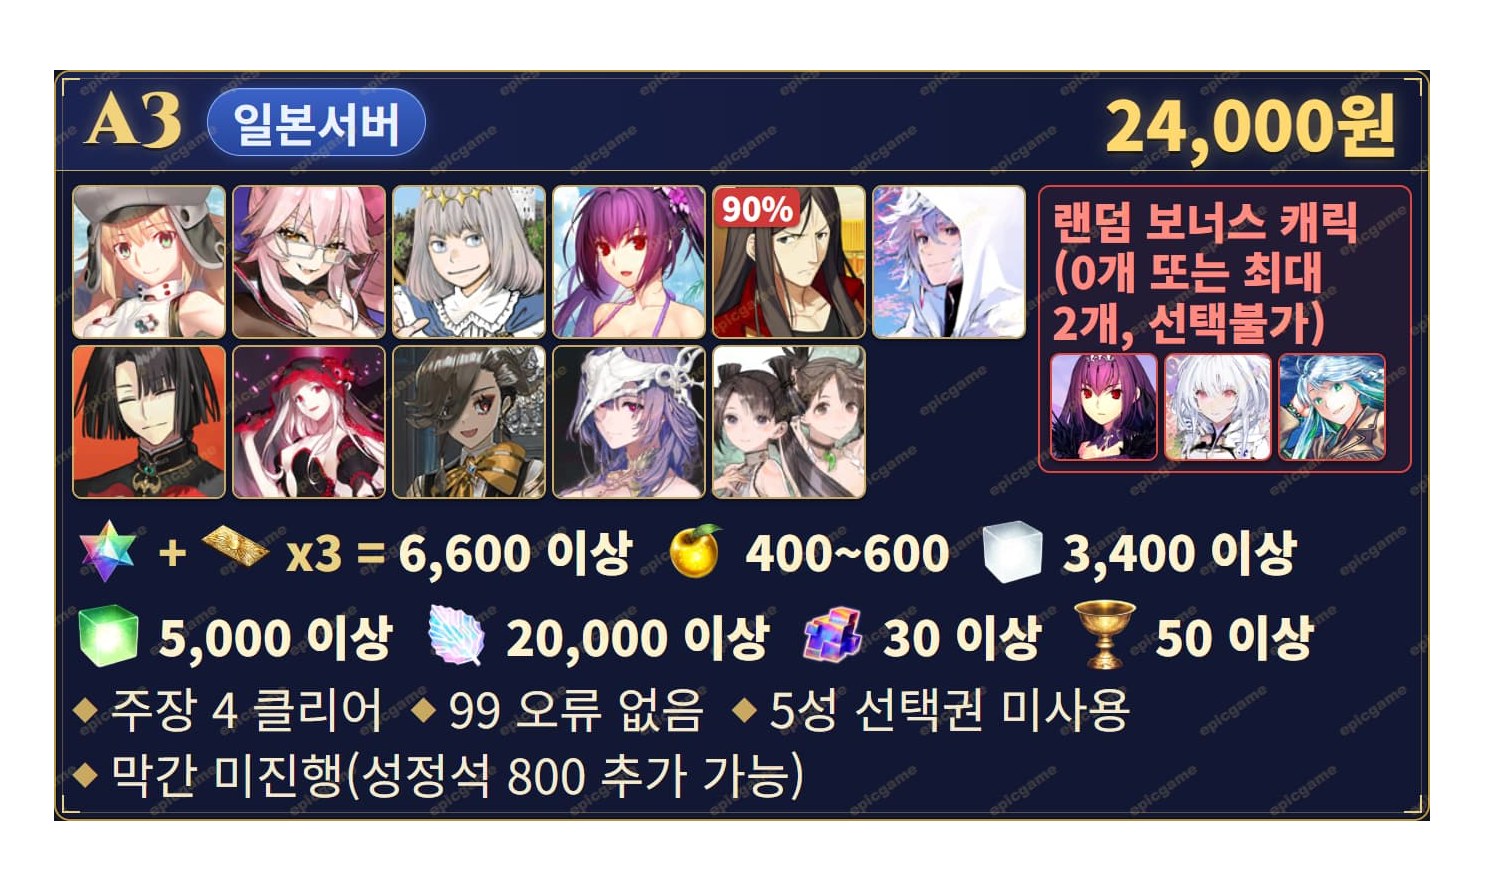 A3 일본서버 24,000원
90%
랜덤 보너스 캐릭
(0개 또는 최대
2개, 선택불가)
+ x3 = 6,600 이상 400~600 3,400 이상
5,000 이상 20,000 이상 30 이상 50 이상
◆ 주장 4 클리어 ◆ 99 오류 없음 ◆ 5성 선택권 미사용
◆ 막간 미진행(성정석 800 추가 가능)
epicgame